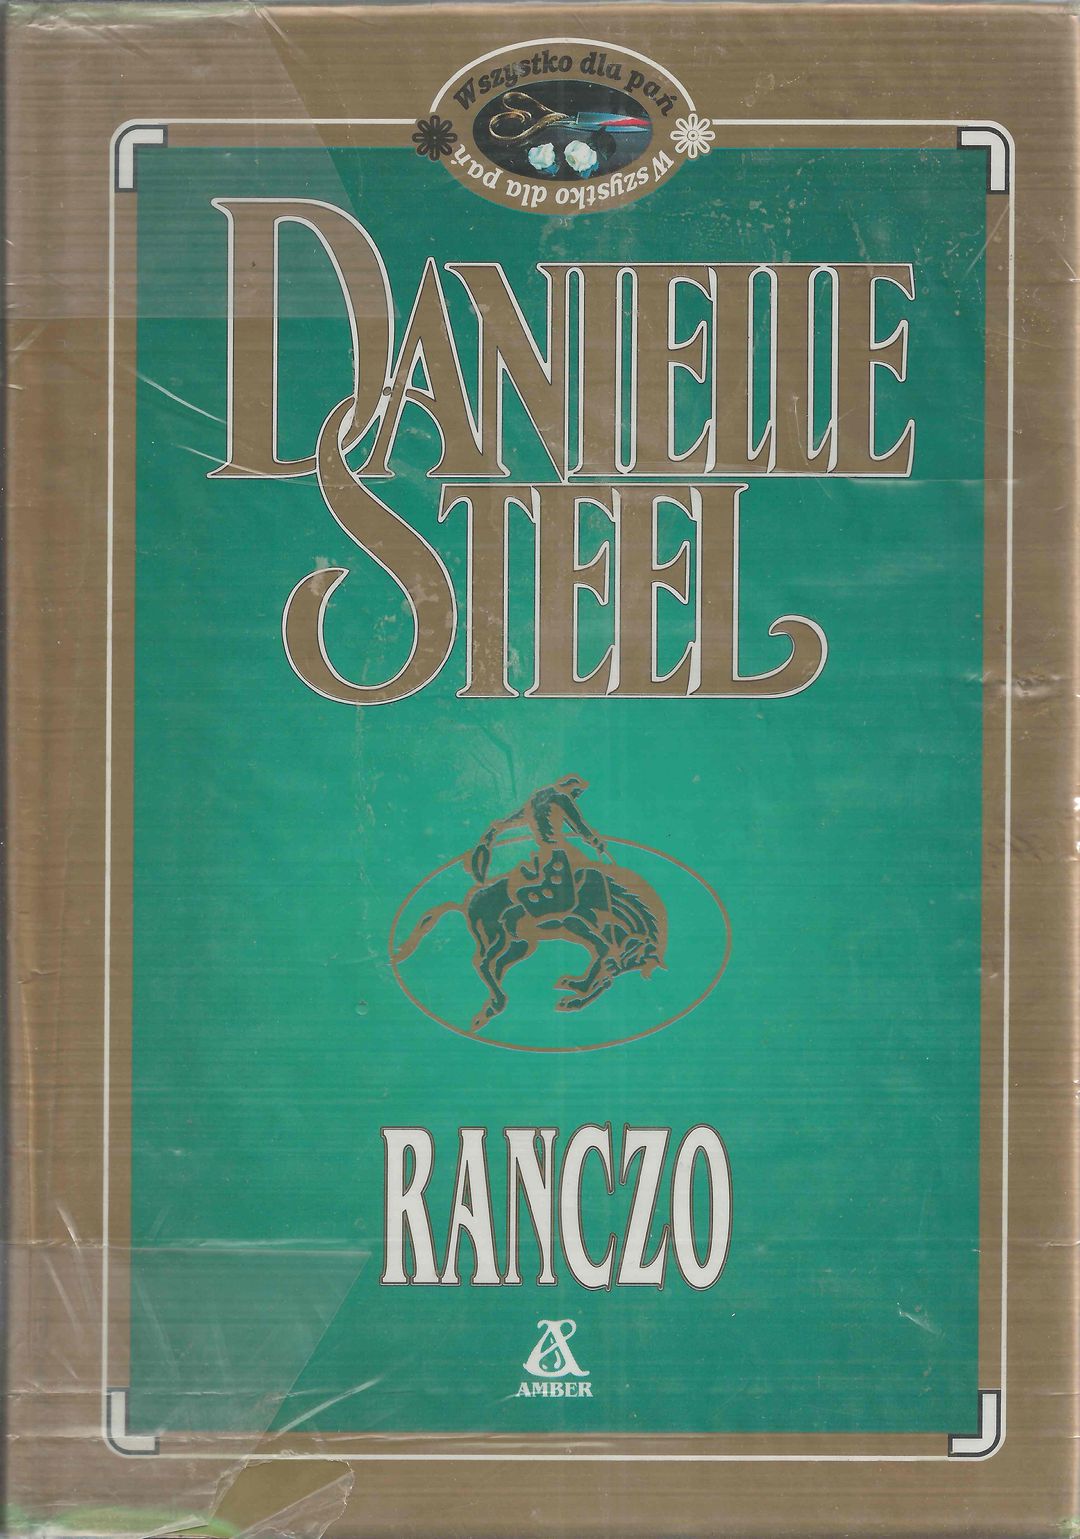 Wszystko dla pań
Wszystko dla pań
DANIELLE
STEEL
RANCZO
AMBER